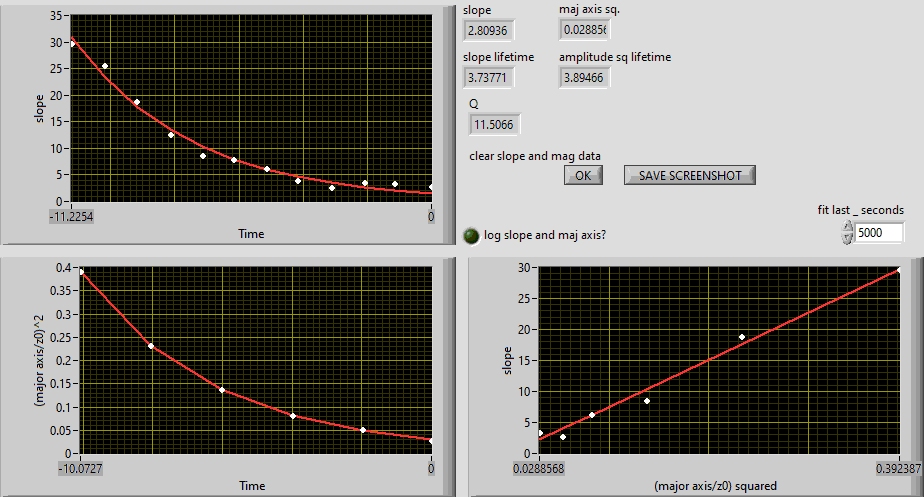 35
30
25
20
15
10
5
0
slope
-11.2254
0
Time
slope
2.80936
maj axis sq.
0.028856
slope lifetime
3.73771
amplitude sq lifetime
3.89466
Q
11.5066
clear slope and mag data
OK
SAVE SCREENSHOT
log slope and maj axis?
fit last _ seconds
5000
0.4
0.35
0.3
0.25
0.2
0.15
0.1
0.05
0
(major axis/z0)^2
-10.0727
0
Time
30
25
20
15
10
5
0
slope
0.0288568
0.392387
(major axis/z0) squared